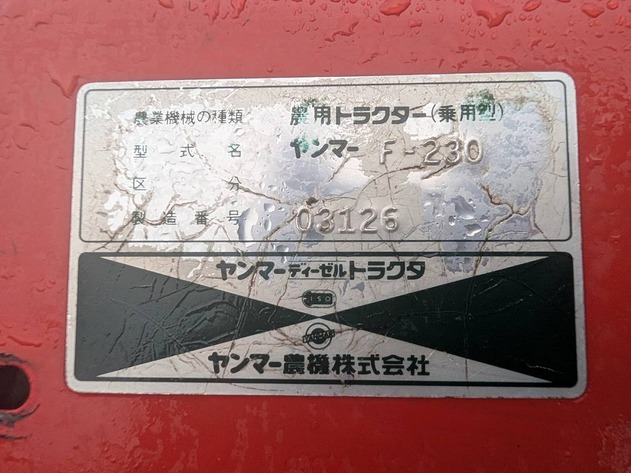 農業機械の種類 農用トラクター(乗用型)
型式名 ヤンマー F-230
区分
製造番号 03126
ヤンマーディーゼルトラクタ
ISO
YANMAR
ヤンマー農機株式会社